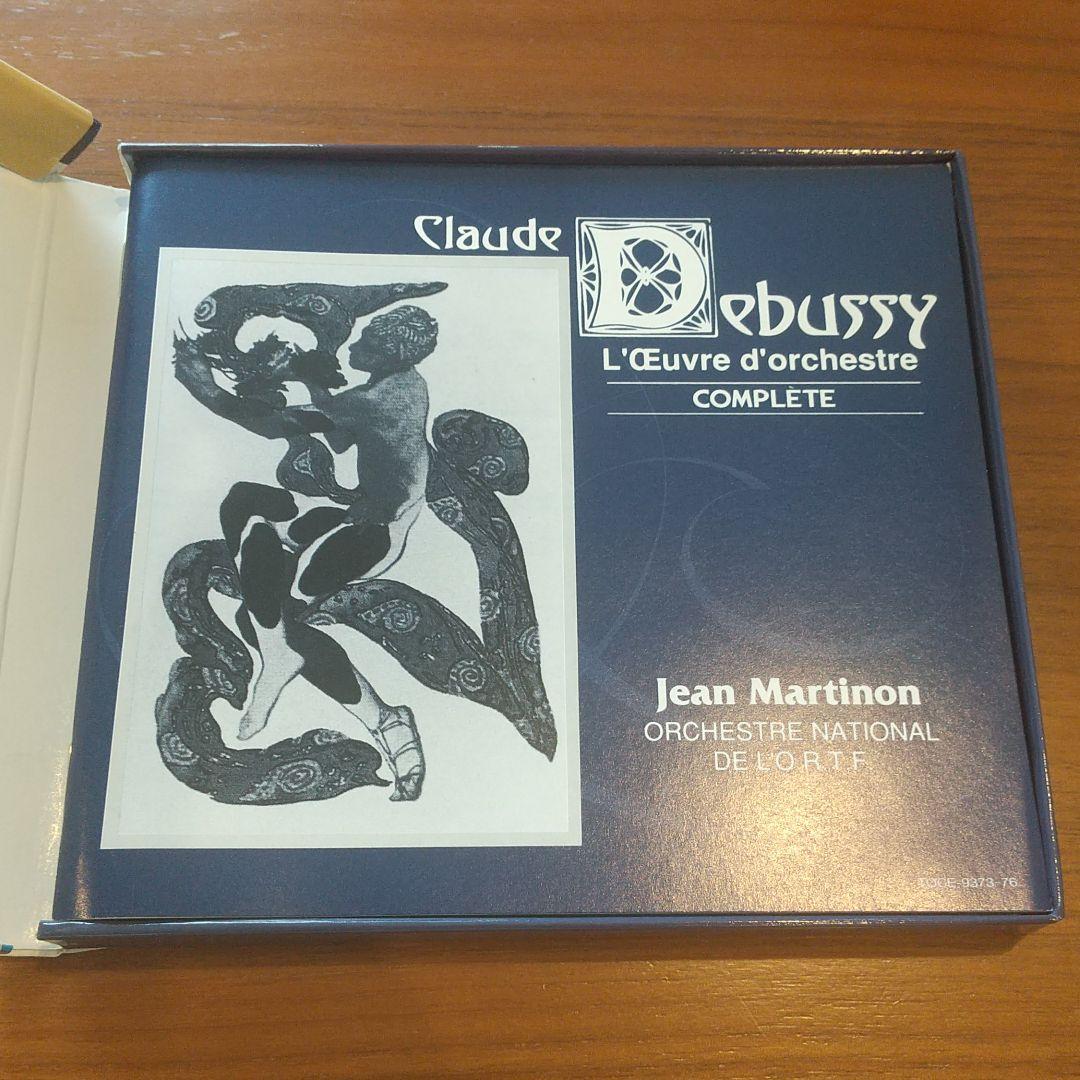 Claude Debussy
L'Œuvre d'orchestre
COMPLÈTE
Jean Martinon
ORCHESTRE NATIONAL
DE L'O R T F
TOCE-9373-76